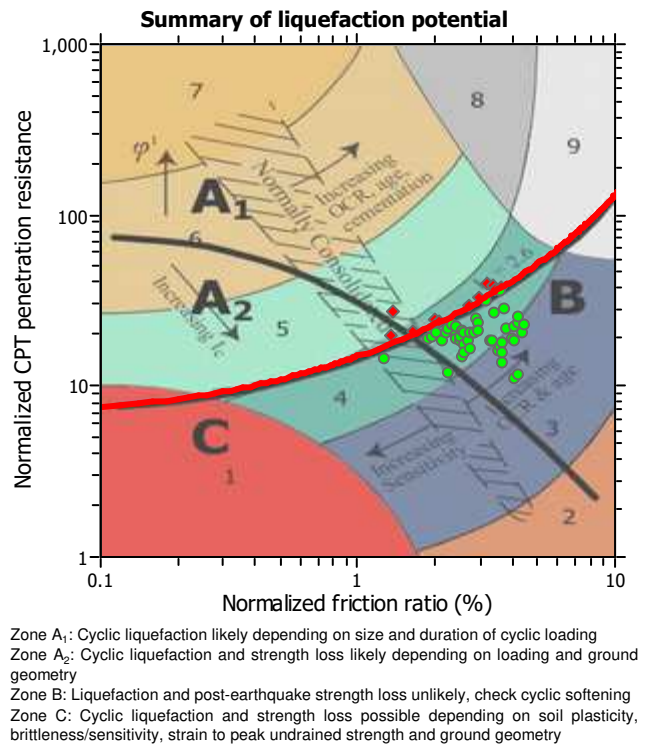 Summary of liquefaction potential
Normalized CPT penetration resistance
1,000
100
10
1
7
8
9
φ'
Increasing
OCR, age,
cementation
Normally Consolidated
A1
6
A2
Increasing Ic
5
= 2.6
B
4
Increasing
OCR & age
Increasing
Sensitivity
3
C
1
2
0.1
1
10
Normalized friction ratio (%)
Zone A1: Cyclic liquefaction likely depending on size and duration of cyclic loading
Zone A2: Cyclic liquefaction and strength loss likely depending on loading and ground
geometry
Zone B: Liquefaction and post-earthquake strength loss unlikely, check cyclic softening
Zone C: Cyclic liquefaction and strength loss possible depending on soil plasticity,
brittleness/sensitivity, strain to peak undrained strength and ground geometry